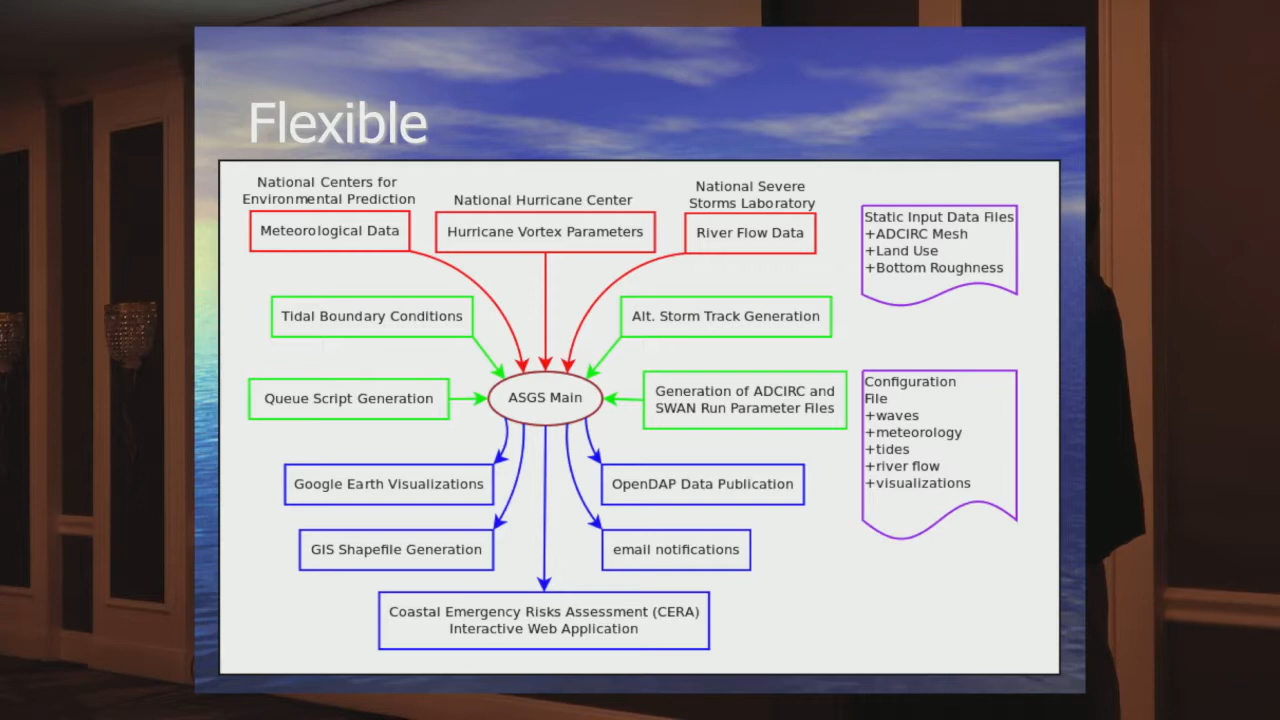 Flexible
National Centers for
Environmental Prediction
Meteorological Data
National Hurricane Center
Hurricane Vortex Parameters
National Severe
Storms Laboratory
River Flow Data
Static Input Data Files
+ADCIRC Mesh
+Land Use
+Bottom Roughness
Tidal Boundary Conditions
Alt. Storm Track Generation
Queue Script Generation
ASGS Main
Generation of ADCIRC and
SWAN Run Parameter Files
Configuration
File
+waves
+meteorology
+tides
+river flow
+visualizations
Google Earth Visualizations
OpenDAP Data Publication
GIS Shapefile Generation
email notifications
Coastal Emergency Risks Assessment (CERA)
Interactive Web Application